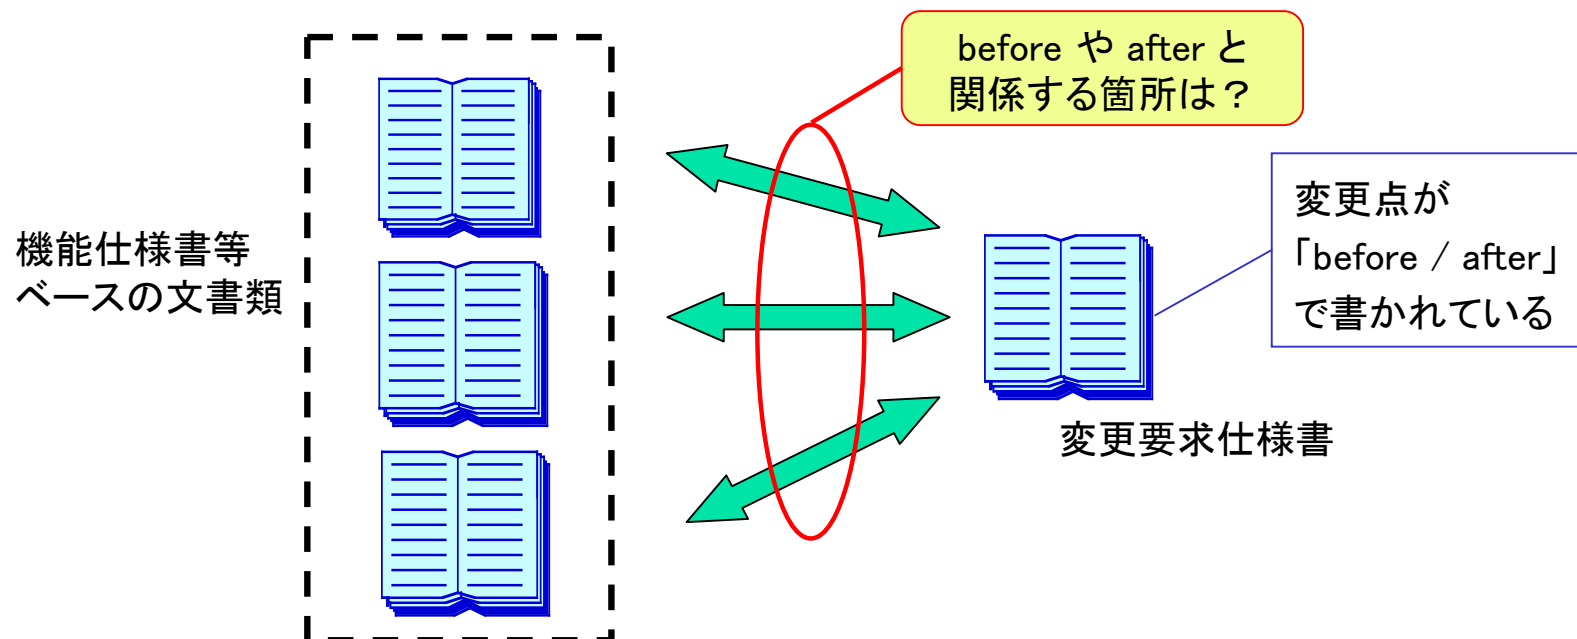 before や after と
関係する箇所は？
変更点が
「before / after」
で書かれている
機能仕様書等
ベースの文書類
変更要求仕様書